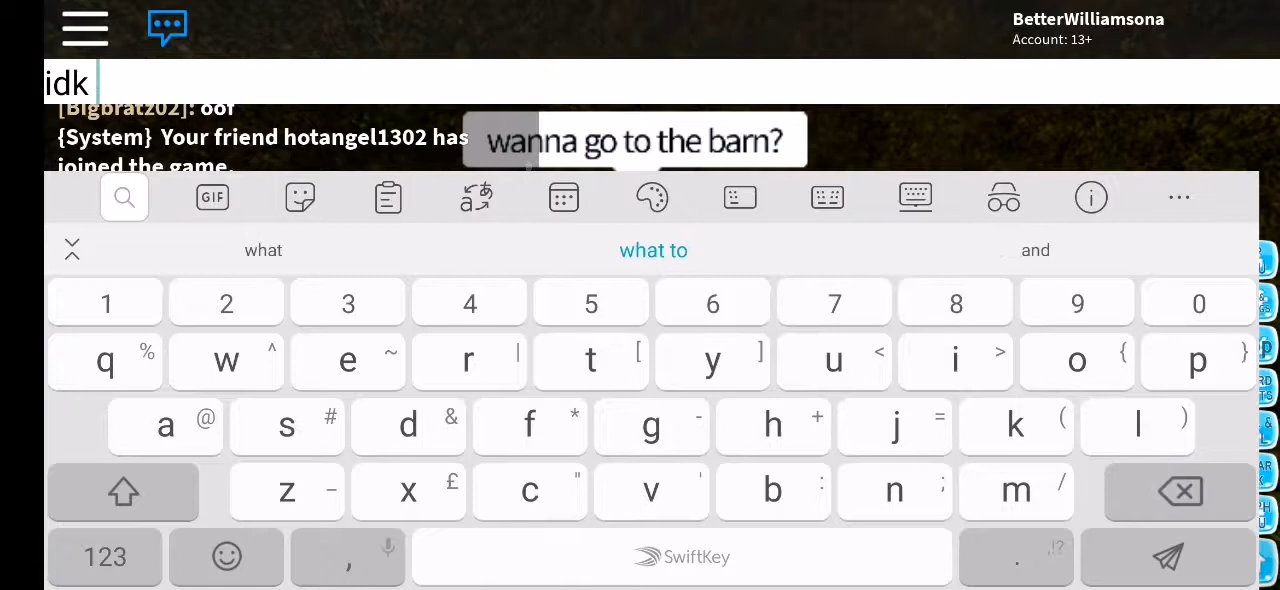 BetterWilliamsona
Account: 13+
idk
[Bigbratz02]: oof
{System} Your friend hotangel1302 has
joined the game.
wanna go to the barn?
GIF
what
what to
and
1 2 3 4 5 6 7 8 9 0
q % w ^ e ~ r | t [ y ] u < i > o { p }
a @ s # d & f * g - h + j = k ( l )
z _ x £ c " v ' b : n ; m /
123 , SwiftKey . ,!?